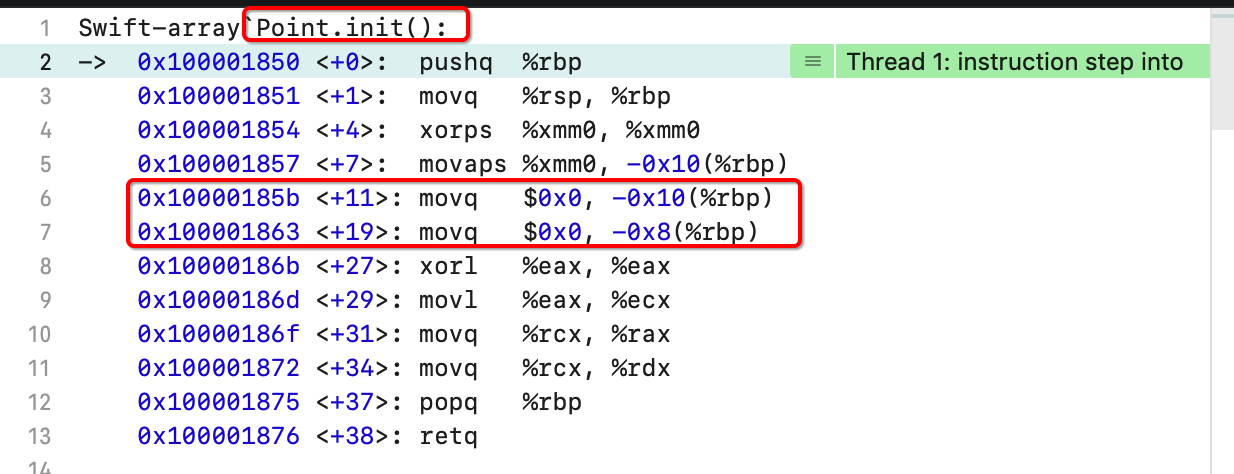 1 Swift-array`Point.init():
2 -> 0x100001850 <+0>: pushq %rbp Thread 1: instruction step into
3 0x100001851 <+1>: movq %rsp, %rbp
4 0x100001854 <+4>: xorps %xmm0, %xmm0
5 0x100001857 <+7>: movaps %xmm0, -0x10(%rbp)
6 0x10000185b <+11>: movq $0x0, -0x10(%rbp)
7 0x100001863 <+19>: movq $0x0, -0x8(%rbp)
8 0x10000186b <+27>: xorl %eax, %eax
9 0x10000186d <+29>: movl %eax, %ecx
10 0x10000186f <+31>: movq %rcx, %rax
11 0x100001872 <+34>: movq %rcx, %rdx
12 0x100001875 <+37>: popq %rbp
13 0x100001876 <+38>: retq
14